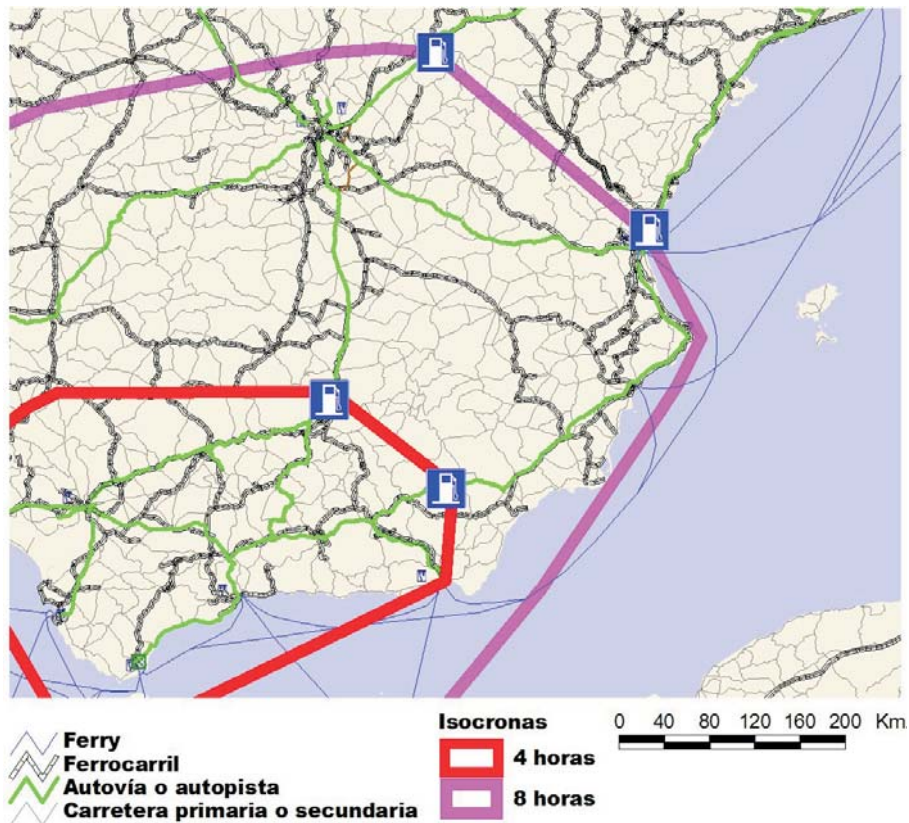 Ferry
Ferrocarril
Autovía o autopista
Carretera primaria o secundaria
Isocronas
4 horas
8 horas
0 40 80 120 160 200 Km.